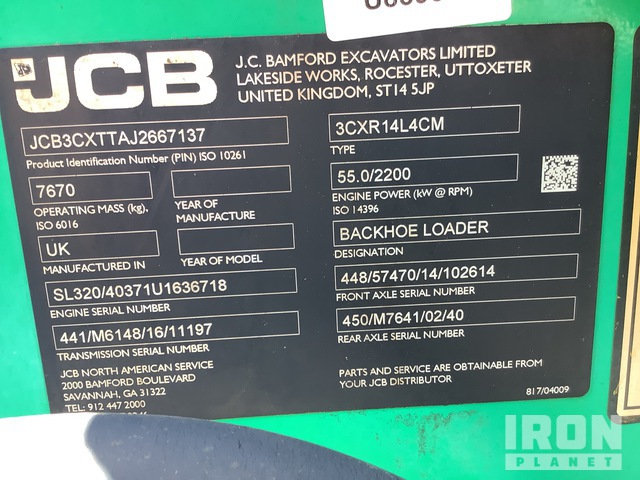 JCB
J.C. BAMFORD EXCAVATORS LIMITED
LAKESIDE WORKS, ROCESTER, UTTOXETER
UNITED KINGDOM, ST14 5JP
JCB3CXTTAJ2667137
Product Identification Number (PIN) ISO 10261
3CXR14L4CM
TYPE
7670
OPERATING MASS (kg),
ISO 6016
YEAR OF
MANUFACTURE
55.0/2200
ENGINE POWER (kW @ RPM)
ISO 14396
UK
MANUFACTURED IN
YEAR OF MODEL
BACKHOE LOADER
DESIGNATION
SL320/40371U1636718
ENGINE SERIAL NUMBER
448/57470/14/102614
FRONT AXLE SERIAL NUMBER
441/M6148/16/11197
TRANSMISSION SERIAL NUMBER
450/M7641/02/40
REAR AXLE SERIAL NUMBER
JCB NORTH AMERICAN SERVICE
2000 BAMFORD BOULEVARD
SAVANNAH, GA 31322
TEL: 912 447 2000
PARTS AND SERVICE ARE OBTAINABLE FROM
YOUR JCB DISTRIBUTOR
817/04009
IRON
PLANET